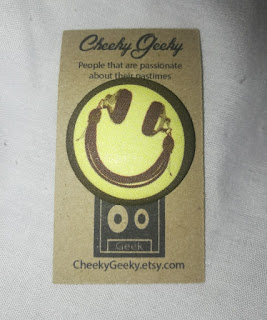 Cheeky Geeky
People that are passionate
about their pastimes
Geek
CheekyGeeky.etsy.com